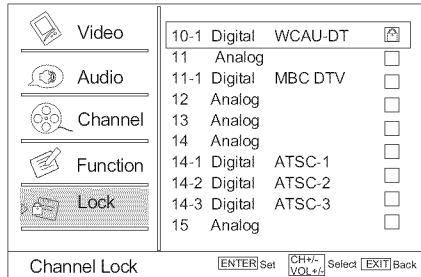 Video
Audio
Channel
Function
Lock
10-1 Digital WCAU-DT
11 Analog
11-1 Digital MBC DTV
12 Analog
13 Analog
14 Analog
14-1 Digital ATSC-1
14-2 Digital ATSC-2
14-3 Digital ATSC-3
15 Analog
Channel Lock
ENTER Set CH+/- VOL+/- Select EXIT Back